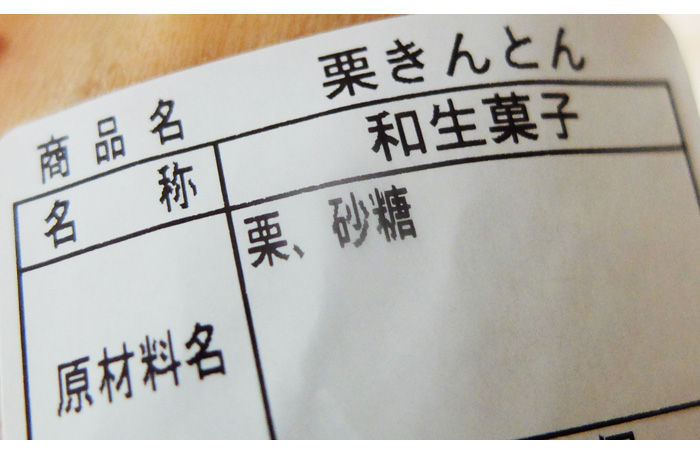 商品名 栗きんとん
名称 和生菓子
原材料名 栗、砂糖